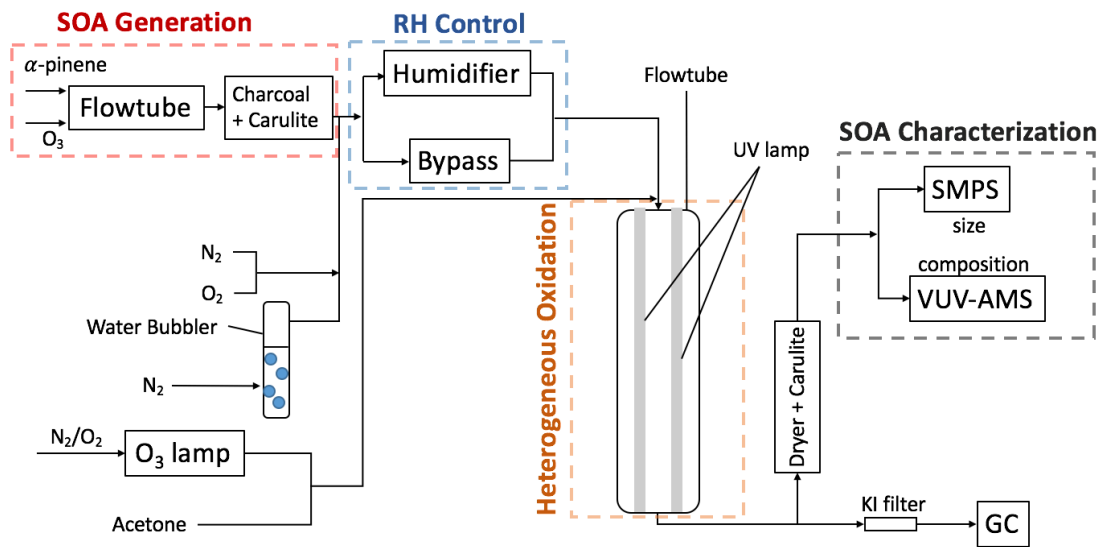 SOA Generation
RH Control
α-pinene
Flowtube
O₃
Charcoal
+ Carulite
Humidifier
Bypass
Flowtube
UV lamp
SOA Characterization
SMPS
size
composition
VUV-AMS
N₂
O₂
Water Bubbler
N₂
N₂/O₂
O₃ lamp
Acetone
Heterogeneous Oxidation
Dryer + Carulite
KI filter
GC